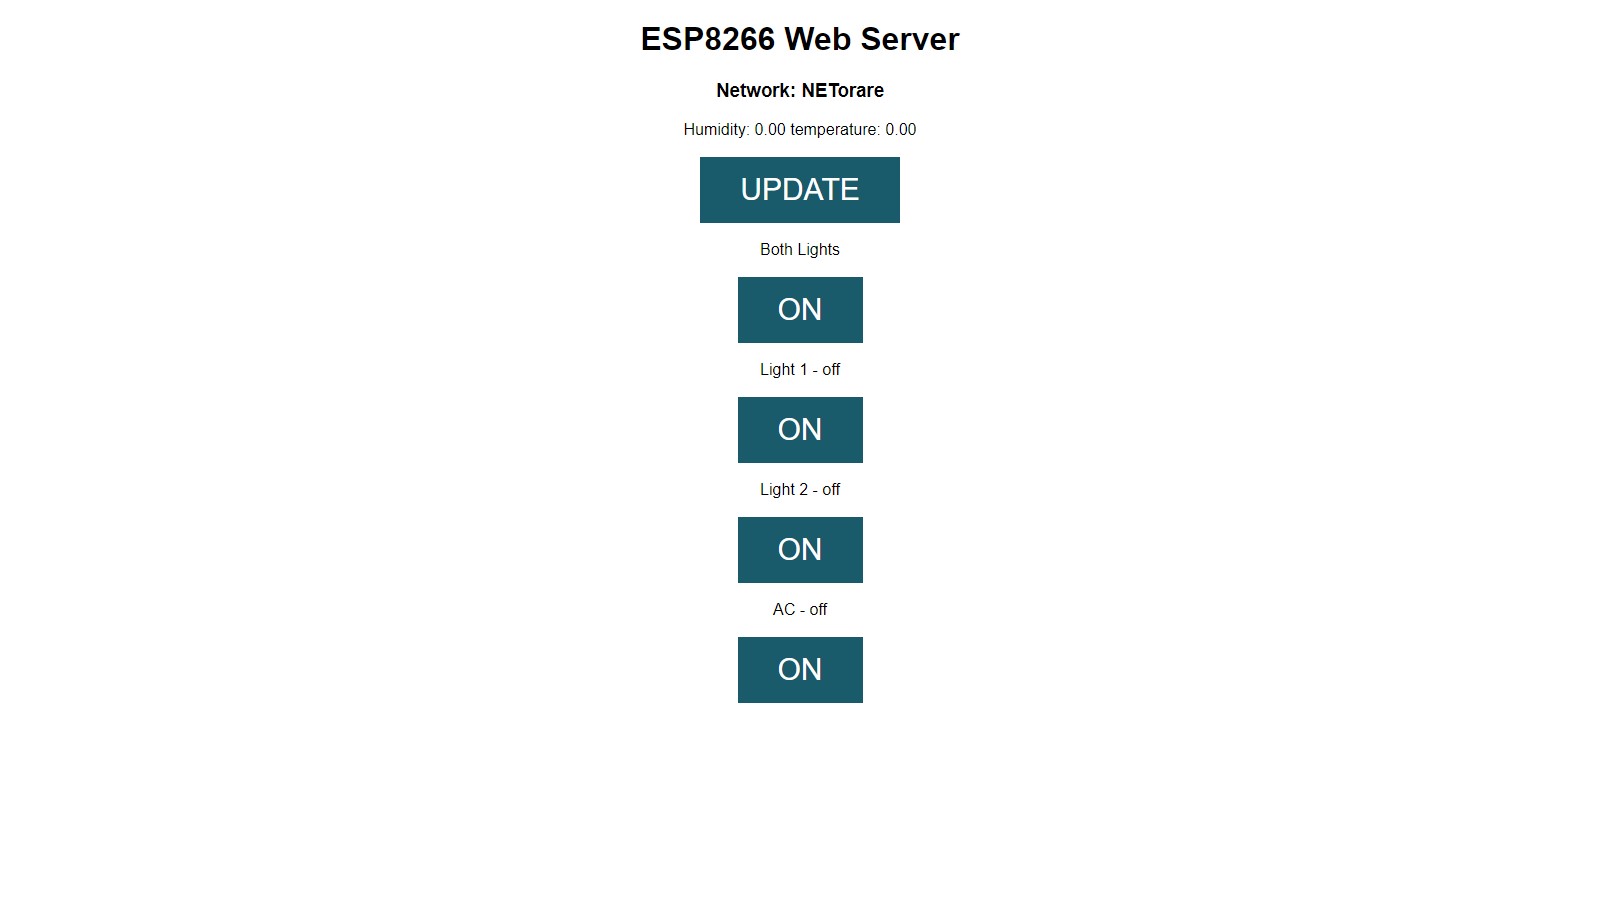 ESP8266 Web Server
Network: NETorare
Humidity: 0.00 temperature: 0.00
UPDATE
Both Lights
ON
Light 1 - off
ON
Light 2 - off
ON
AC - off
ON